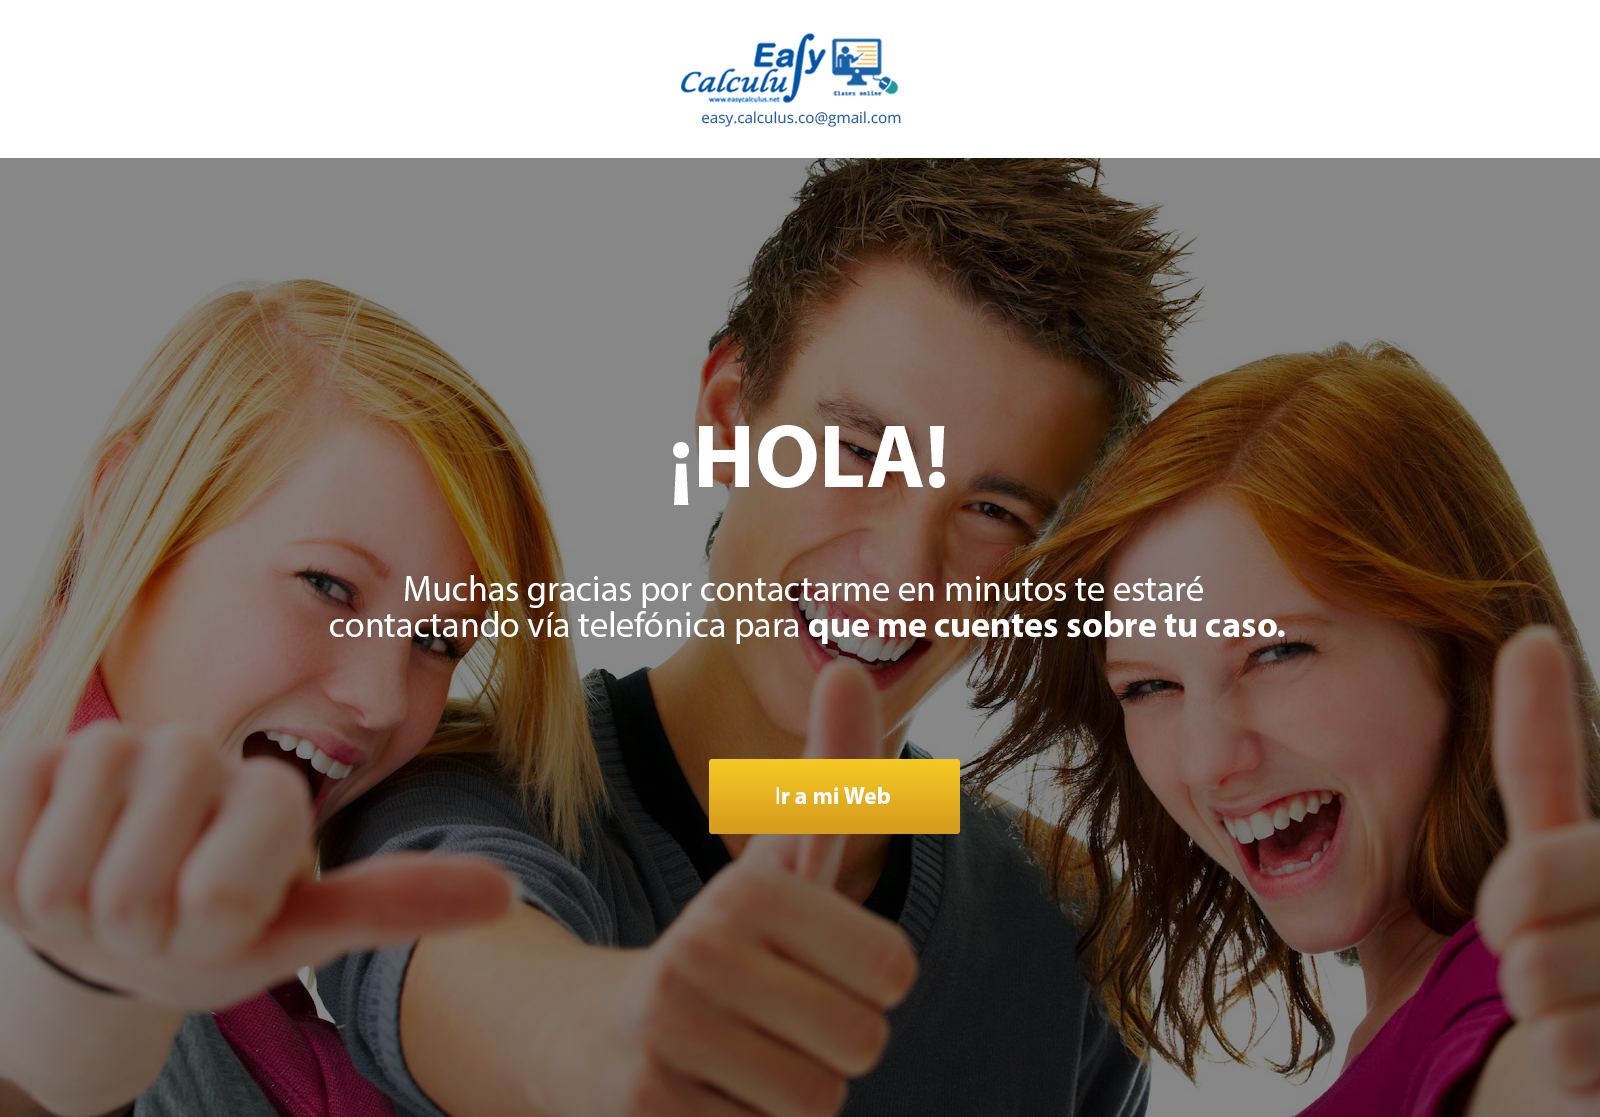 Easy
Calculus
www.easycalculus.net
Clases online
easy.calculus.co@gmail.com
¡HOLA!
Muchas gracias por contactarme en minutos te estaré
contactando vía telefónica para que me cuentes sobre tu caso.
Ir a mi Web